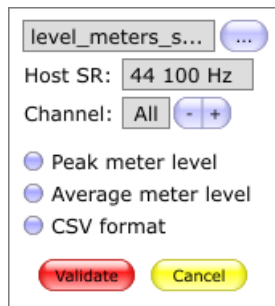 level_meters_s... ...
Host SR: 44 100 Hz
Channel: All - +
Peak meter level
Average meter level
CSV format
Validate Cancel